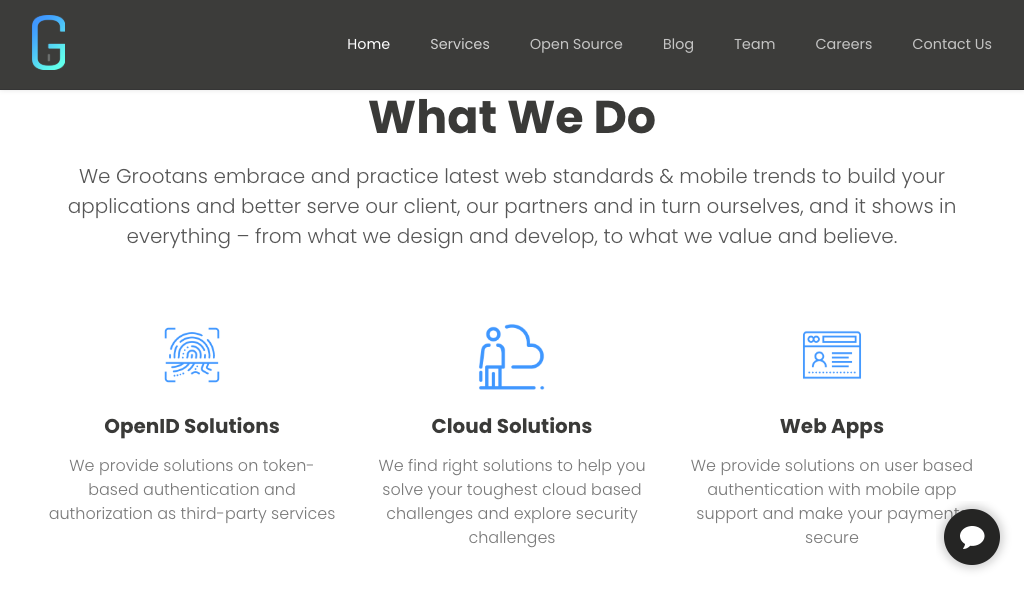 G
Home Services Open Source Blog Team Careers Contact Us
What We Do
We Grootans embrace and practice latest web standards & mobile trends to build your
applications and better serve our client, our partners and in turn ourselves, and it shows in
everything – from what we design and develop, to what we value and believe.
OpenID Solutions
We provide solutions on token-
based authentication and
authorization as third-party services
Cloud Solutions
We find right solutions to help you
solve your toughest cloud based
challenges and explore security
challenges
Web Apps
We provide solutions on user based
authentication with mobile app
support and make your payment
secure